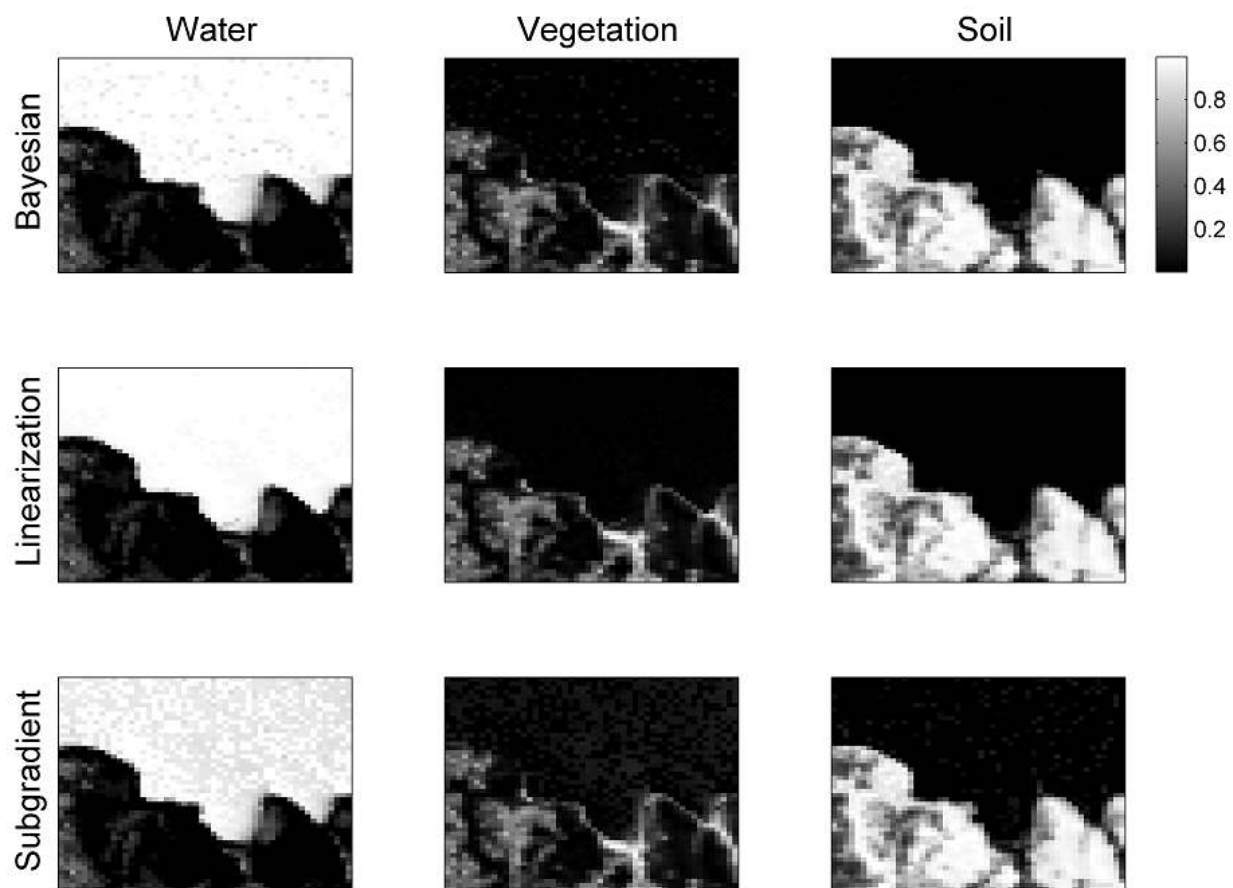 Water Vegetation Soil
Bayesian
0.8
0.6
0.4
0.2
Linearization
Subgradient